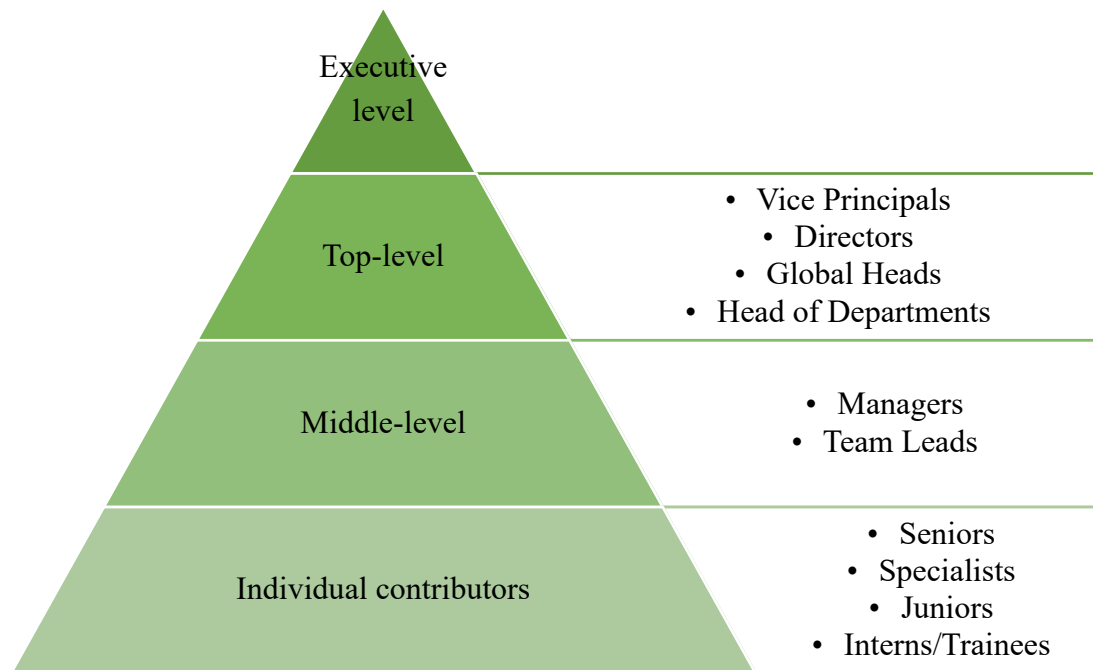 Executive
level
Top-level
• Vice Principals
• Directors
• Global Heads
• Head of Departments
Middle-level
• Managers
• Team Leads
Individual contributors
• Seniors
• Specialists
• Juniors
• Interns/Trainees